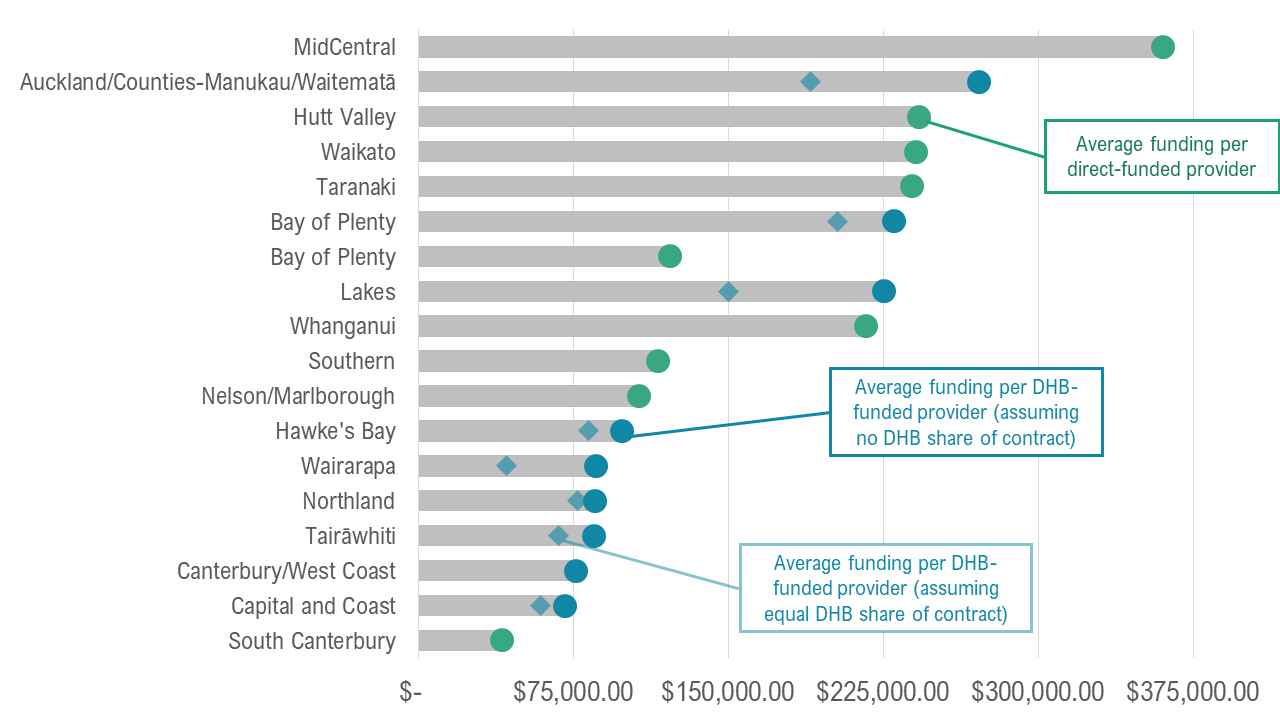 MidCentral
Auckland/Counties-Manukau/Waitematā
Hutt Valley
Waikato
Taranaki
Bay of Plenty
Bay of Plenty
Lakes
Whanganui
Southern
Nelson/Marlborough
Hawke's Bay
Wairarapa
Northland
Tairāwhiti
Canterbury/West Coast
Capital and Coast
South Canterbury
Average funding per
direct-funded provider
Average funding per DHB-
funded provider (assuming
no DHB share of contract)
Average funding per DHB-
funded provider (assuming
equal DHB share of contract)
$- $75,000.00 $150,000.00 $225,000.00 $300,000.00 $375,000.00